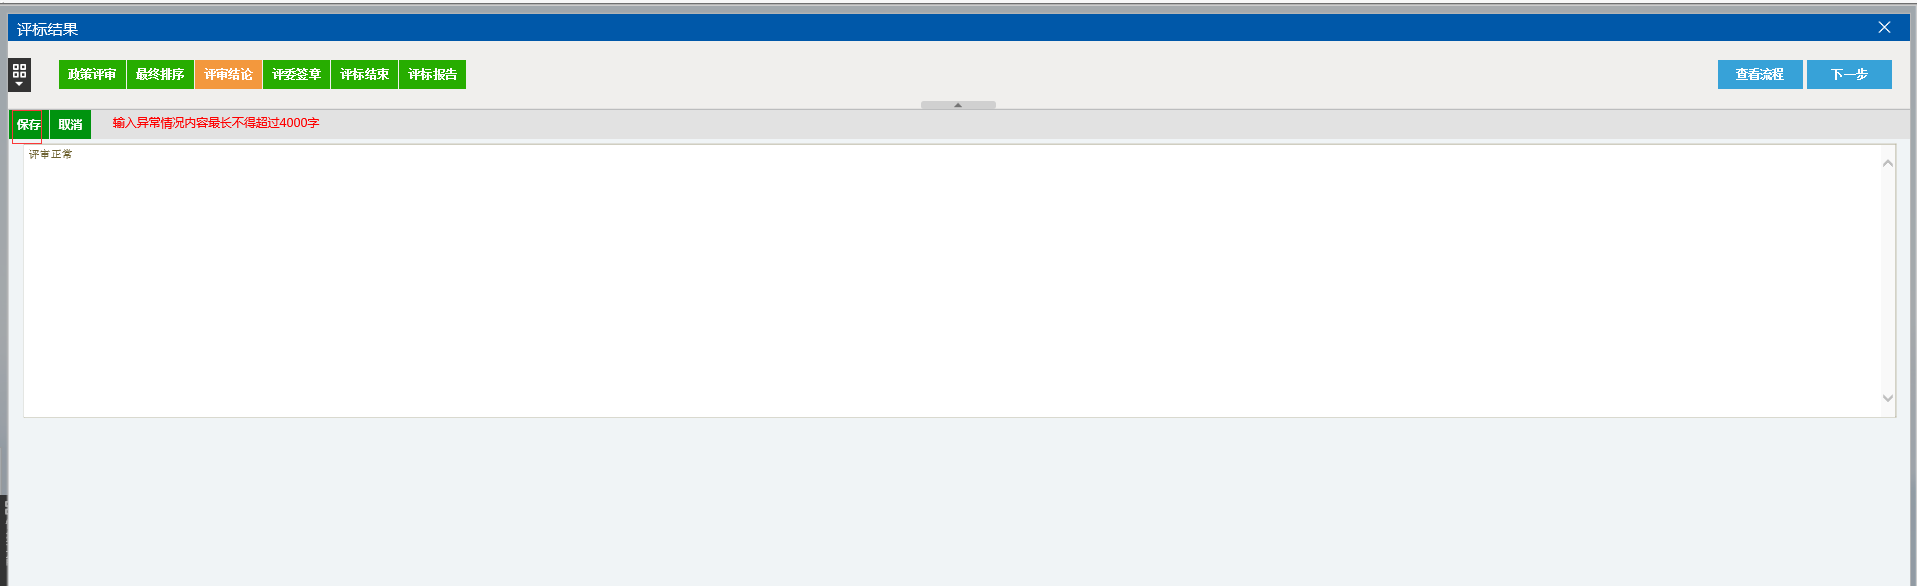 评标结果
政策评审 最终排序 评审结论 评委签章 评标结束 评标报告 查看流程 下一步
保存 取消 输入异常情况内容最长不得超过4000字
评审正常